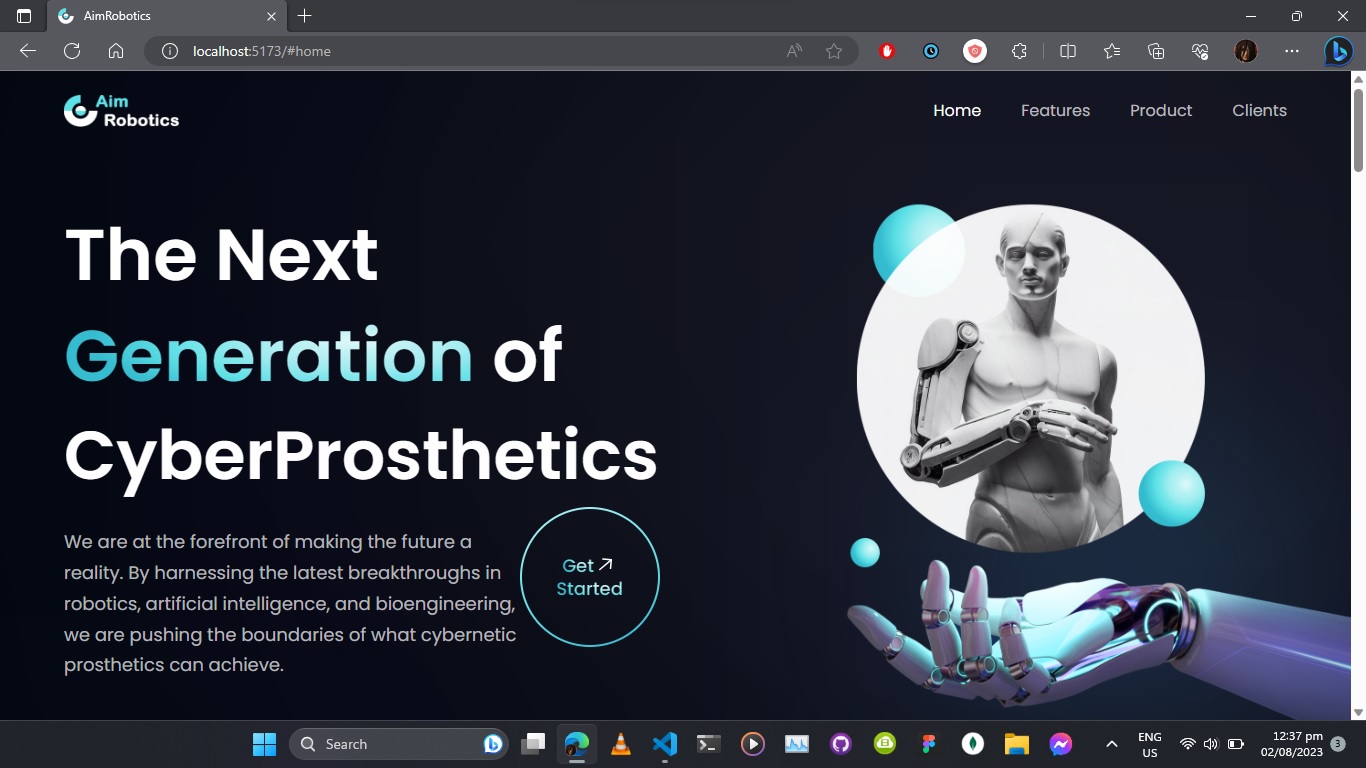 AimRobotics
localhost:5173/#home
Aim
Robotics
Home Features Product Clients
The Next
Generation of
CyberProsthetics
We are at the forefront of making the future a
reality. By harnessing the latest breakthroughs in
robotics, artificial intelligence, and bioengineering,
we are pushing the boundaries of what cybernetic
prosthetics can achieve.
Get
Started
Search
ENG
US
12:37 pm
02/08/2023
3